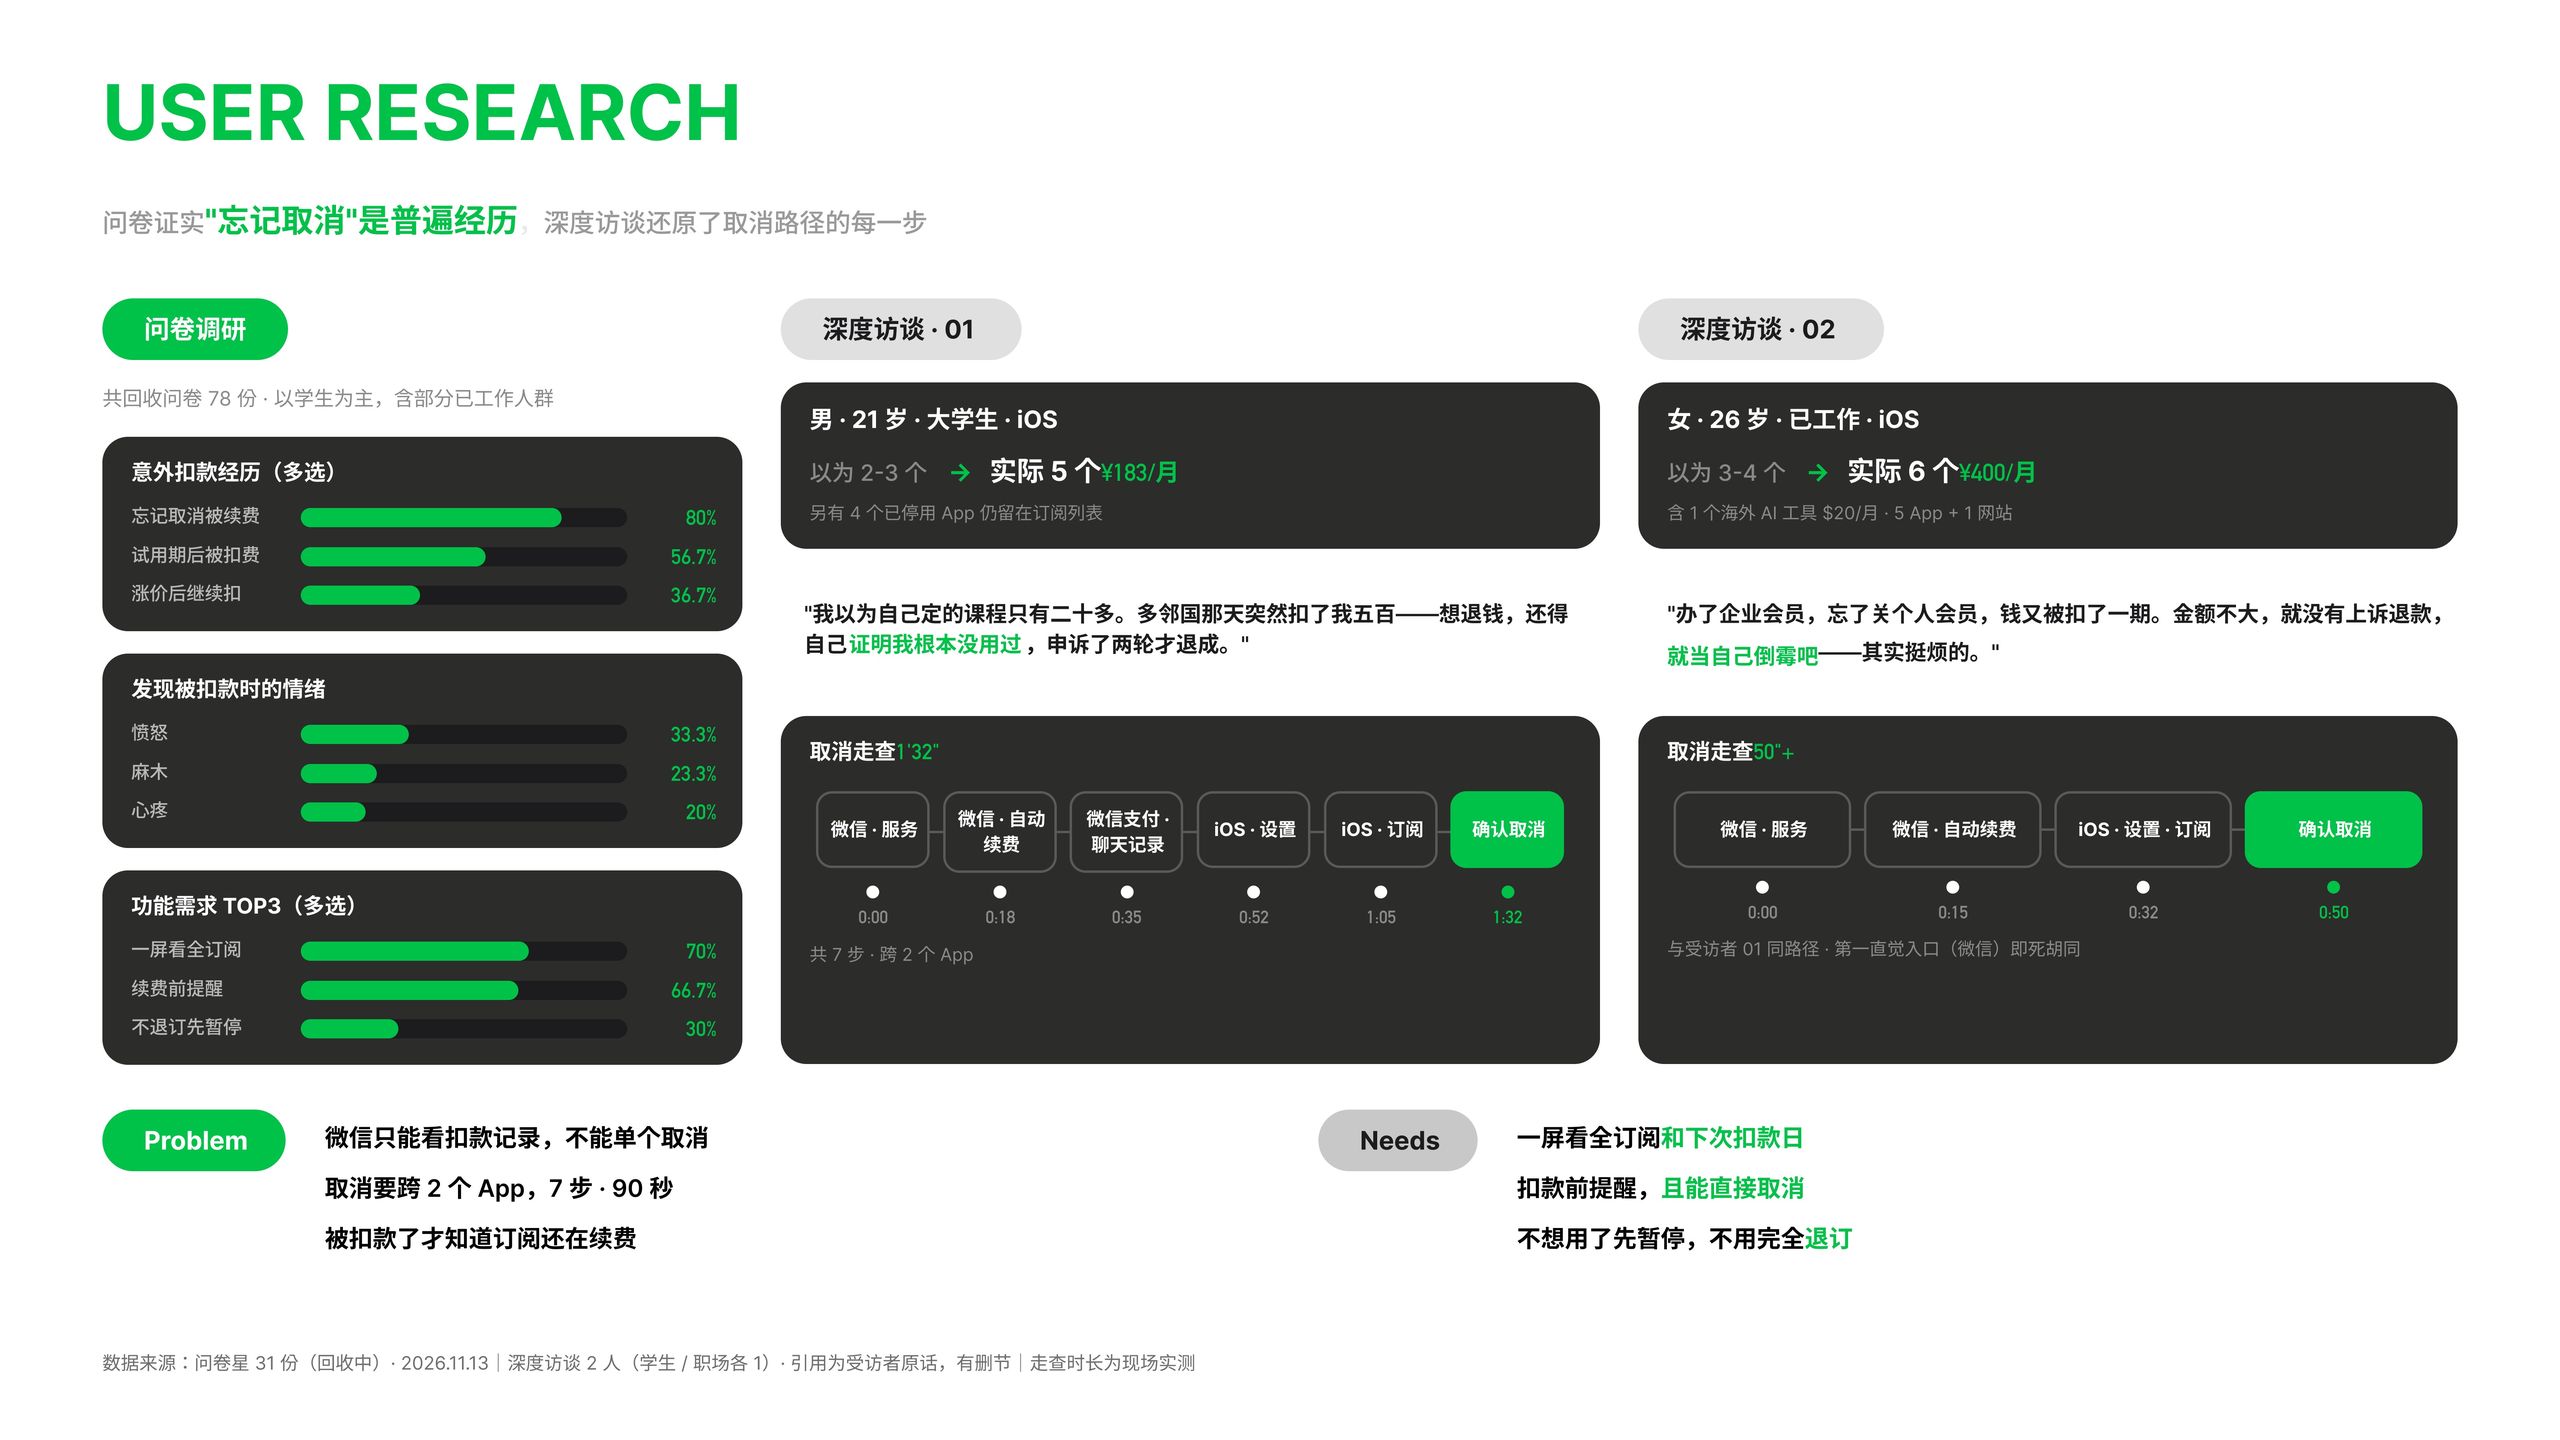 USER RESEARCH
问卷证实"忘记取消"是普遍经历，深度访谈还原了取消路径的每一步
问卷调研
共回收问卷 78 份 · 以学生为主，含部分已工作人群
意外扣款经历（多选）
忘记取消被续费 80%
试用期后被扣费 56.7%
涨价后继续扣 36.7%
发现被扣款时的情绪
愤怒 33.3%
麻木 23.3%
心疼 20%
功能需求 TOP3（多选）
一屏看全订阅 70%
续费前提醒 66.7%
不退订先暂停 30%
深度访谈 · 01
男 · 21 岁 · 大学生 · iOS
以为 2-3 个 → 实际 5 个¥183/月
另有 4 个已停用 App 仍留在订阅列表
"我以为自己定的课程只有二十多。多邻国那天突然扣了我五百——想退钱，还得
自己证明我根本没用过，申诉了两轮才退成。"
取消走查1'32"
微信 · 服务
微信 · 自动
续费
微信支付 ·
聊天记录
iOS · 设置
iOS · 订阅
确认取消
0:00 0:18 0:35 0:52 1:05 1:32
共 7 步 · 跨 2 个 App
深度访谈 · 02
女 · 26 岁 · 已工作 · iOS
以为 3-4 个 → 实际 6 个¥400/月
含 1 个海外 AI 工具 $20/月 · 5 App + 1 网站
"办了企业会员，忘了关个人会员，钱又被扣了一期。金额不大，就没有上诉退款，
就当自己倒霉吧——其实挺烦的。"
取消走查50"+
微信 · 服务
微信 · 自动续费
iOS · 设置 · 订阅
确认取消
0:00 0:15 0:32 0:50
与受访者 01 同路径 · 第一直觉入口（微信）即死胡同
Problem
微信只能看扣款记录，不能单个取消
取消要跨 2 个 App，7 步 · 90 秒
被扣款了才知道订阅还在续费
Needs
一屏看全订阅和下次扣款日
扣款前提醒，且能直接取消
不想用了先暂停，不用完全退订
数据来源：问卷星 31 份（回收中）· 2026.11.13｜深度访谈 2 人（学生 / 职场各 1）· 引用为受访者原话，有删节｜走查时长为现场实测